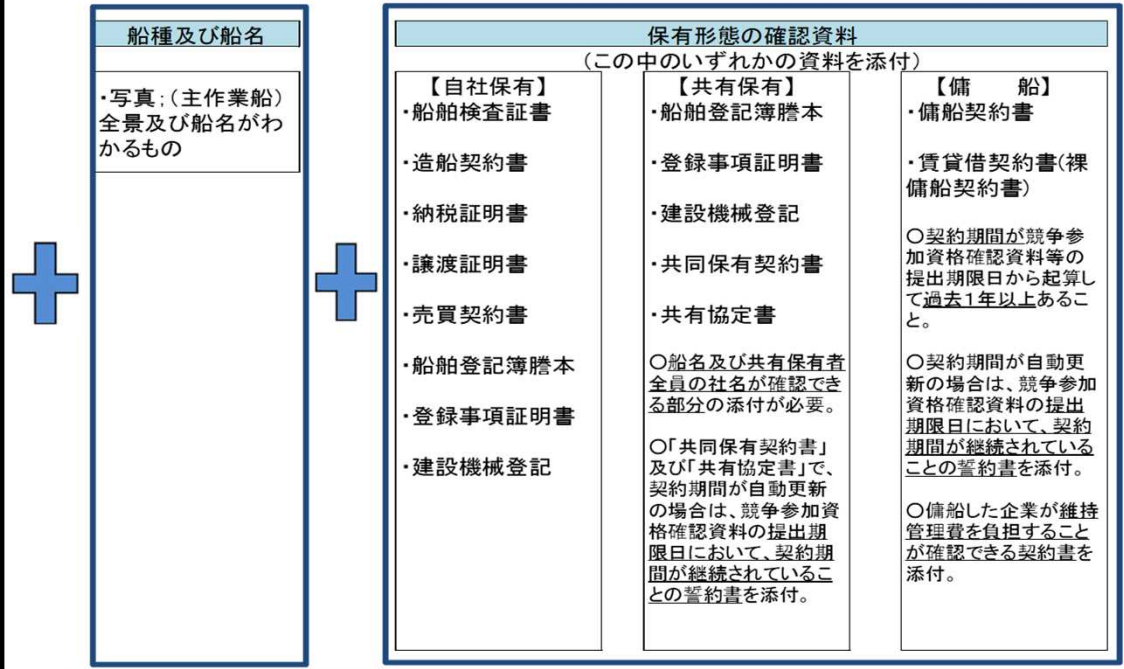 船種及び船名
・写真；（主作業船）
全景及び船名がわ
かるもの
保有形態の確認資料
（この中のいずれかの資料を添付）
【自社保有】
・船舶検査証書
・造船契約書
・納税証明書
・譲渡証明書
・売買契約書
・船舶登記簿謄本
・登録事項証明書
・建設機械登記
【共有保有】
・船舶登記簿謄本
・登録事項証明書
・建設機械登記
・共同保有契約書
・共有協定書
○船名及び共有保有者
全員の社名が確認でき
る部分の添付が必要。
○「共同保有契約書」
及び「共有協定書」で、
契約期間が自動更新
の場合は、競争参加資
格確認資料の提出期
限日において、契約期
間が継続されているこ
との誓約書を添付。
【傭　　船】
・傭船契約書
・賃貸借契約書(裸
傭船契約書）
○契約期間が競争参
加資格確認資料等の
提出期限日から起算し
て過去１年以上あるこ
と。
○契約期間が自動更
新の場合は、競争参加
資格確認資料の提出
期限日において、契約
期間が継続されている
ことの誓約書を添付。
○傭船した企業が維持
管理費を負担すること
が確認できる契約書を
添付。